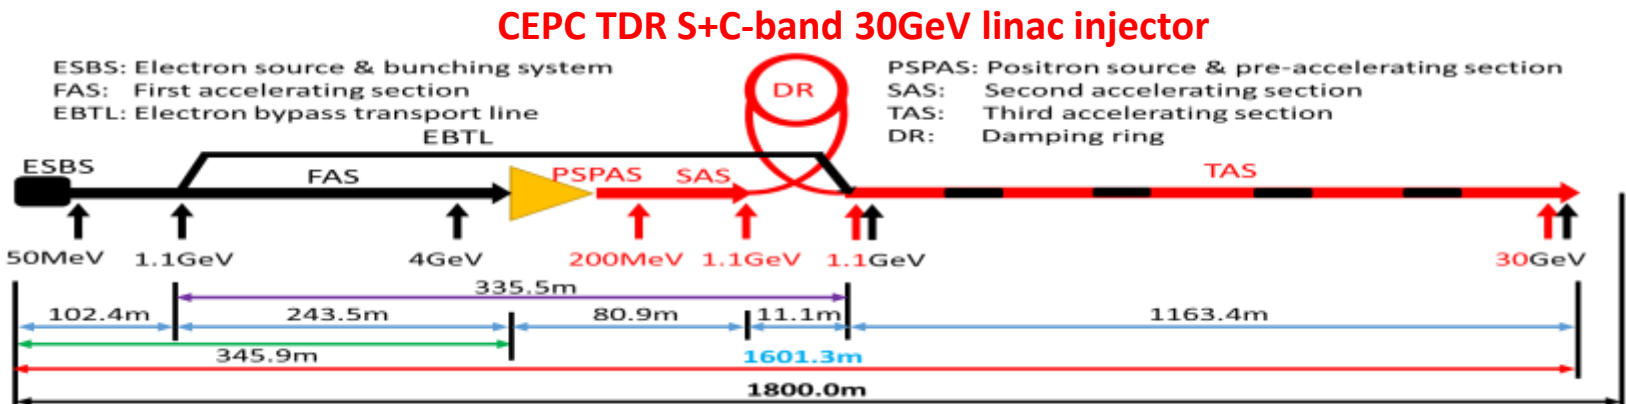 CEPC TDR S+C-band 30GeV linac injector
ESBS: Electron source & bunching system
FAS: First accelerating section
EBTL: Electron bypass transport line
PSPAS: Positron source & pre-accelerating section
SAS: Second accelerating section
TAS: Third accelerating section
DR: Damping ring
DR
EBTL
ESBS
FAS
PSPAS
SAS
TAS
50MeV 1.1GeV 4GeV 200MeV 1.1GeV 1.1GeV 30GeV
335.5m
102.4m 243.5m 80.9m 11.1m 1163.4m
345.9m 1601.3m
1800.0m